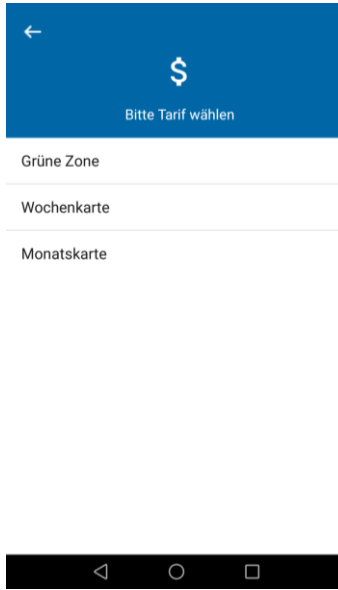 $
Bitte Tarif wählen
Grüne Zone
Wochenkarte
Monatskarte